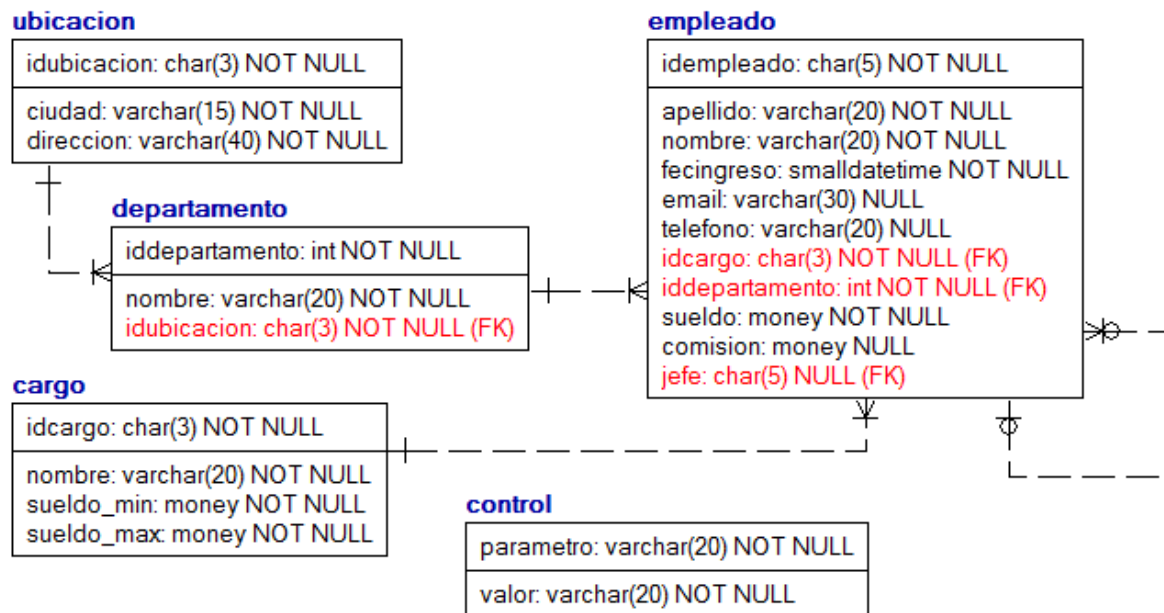 ubicacion
idubicacion: char(3) NOT NULL
ciudad: varchar(15) NOT NULL
direccion: varchar(40) NOT NULL
departamento
iddepartamento: int NOT NULL
nombre: varchar(20) NOT NULL
idubicacion: char(3) NOT NULL (FK)
empleado
idempleado: char(5) NOT NULL
apellido: varchar(20) NOT NULL
nombre: varchar(20) NOT NULL
fecingreso: smalldatetime NOT NULL
email: varchar(30) NULL
telefono: varchar(20) NULL
idcargo: char(3) NOT NULL (FK)
iddepartamento: int NOT NULL (FK)
sueldo: money NOT NULL
comision: money NULL
jefe: char(5) NULL (FK)
cargo
idcargo: char(3) NOT NULL
nombre: varchar(20) NOT NULL
sueldo_min: money NOT NULL
sueldo_max: money NOT NULL
control
parametro: varchar(20) NOT NULL
valor: varchar(20) NOT NULL